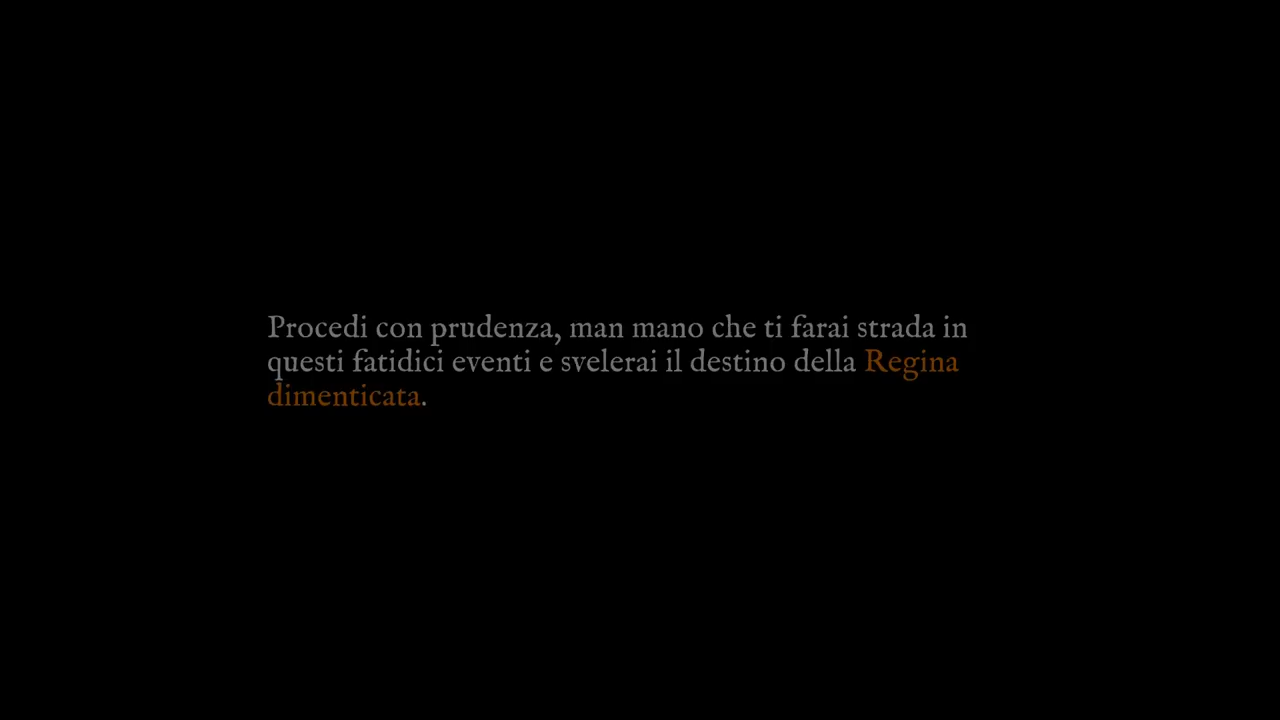 Procedi con prudenza, man mano che ti farai strada in
questi fatidici eventi e svelerai il destino della Regina
dimenticata.